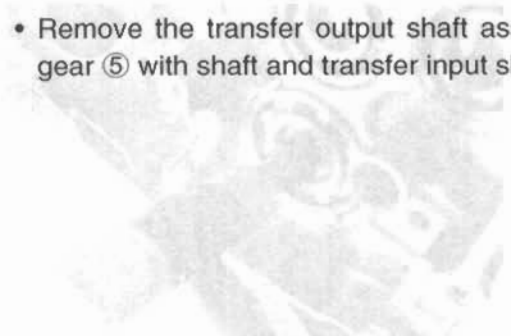 • Remove the transfer output shaft as
gear ⑤ with shaft and transfer input s